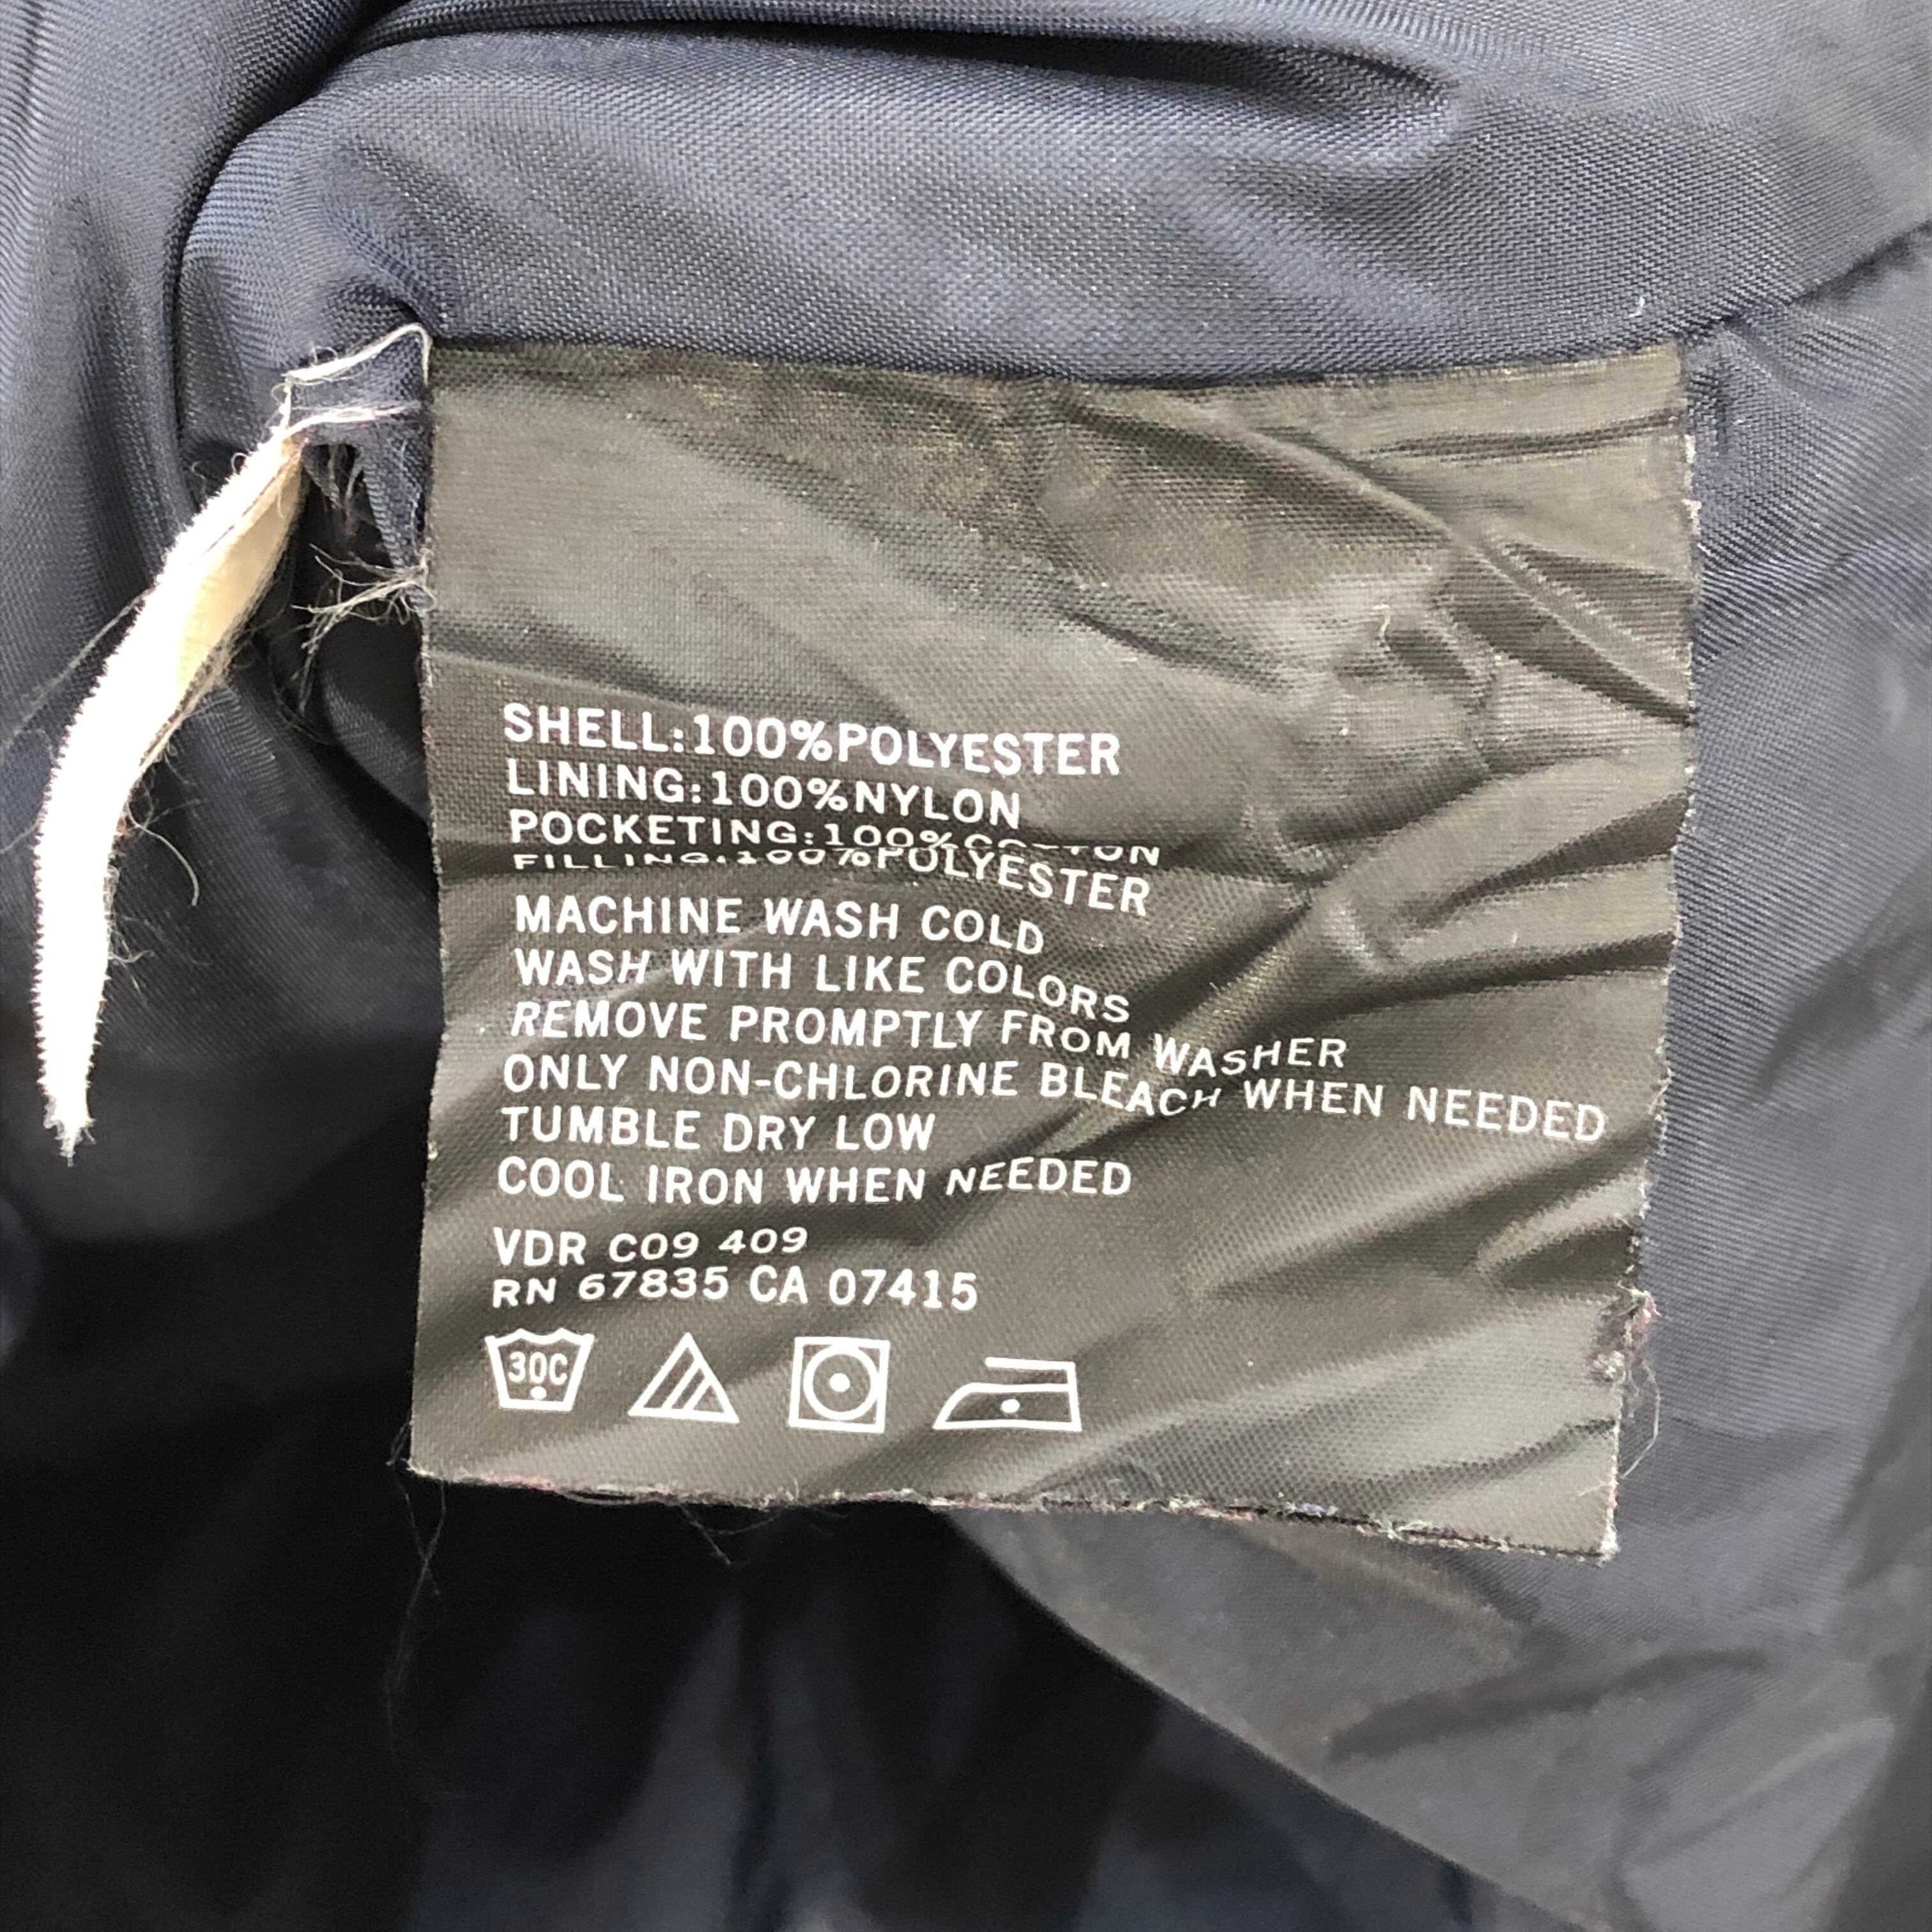 SHELL:100%POLYESTER
LINING:100%NYLON
POCKETING:100%COTTON
FILLING:100%POLYESTER
MACHINE WASH COLD
WASH WITH LIKE COLORS
REMOVE PROMPTLY FROM WASHER
ONLY NON-CHLORINE BLEACH WHEN NEEDED
TUMBLE DRY LOW
COOL IRON WHEN NEEDED
VDR C09 409
RN 67835 CA 07415
30C